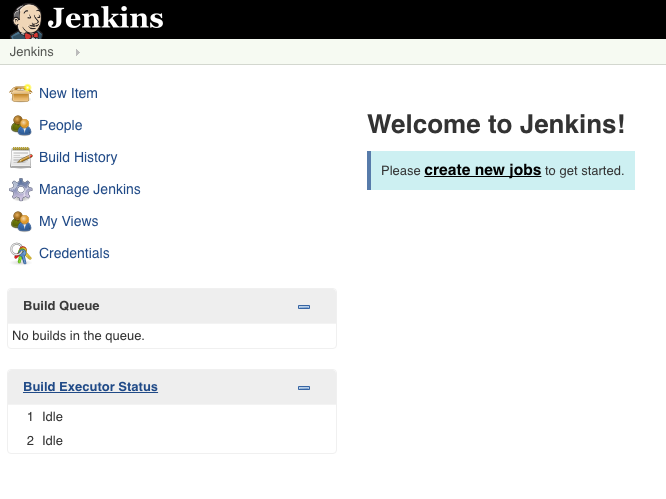 Jenkins
Jenkins
New Item
People
Build History
Manage Jenkins
My Views
Credentials
Build Queue
No builds in the queue.
Build Executor Status
1 Idle
2 Idle
Welcome to Jenkins!
Please create new jobs to get started.